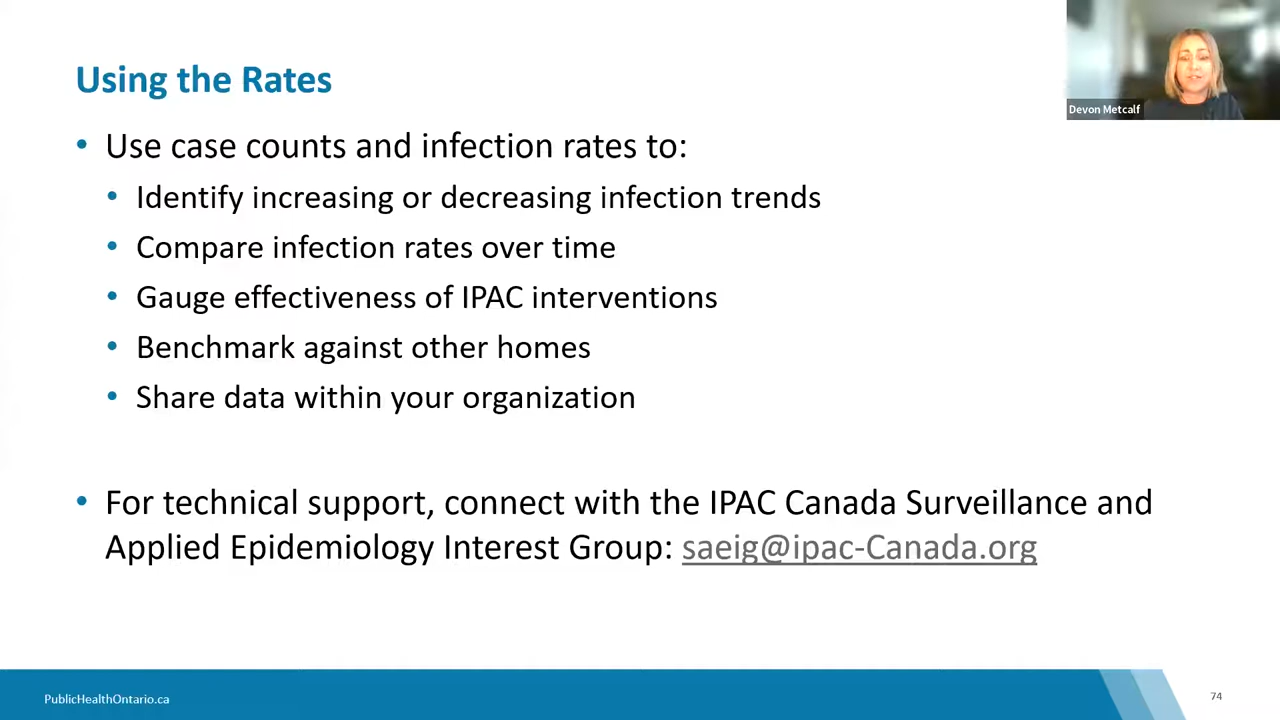 Using the Rates
Devon Metcalf
• Use case counts and infection rates to:
• Identify increasing or decreasing infection trends
• Compare infection rates over time
• Gauge effectiveness of IPAC interventions
• Benchmark against other homes
• Share data within your organization
• For technical support, connect with the IPAC Canada Surveillance and
Applied Epidemiology Interest Group: saeig@ipac-Canada.org
PublicHealthOntario.ca
74